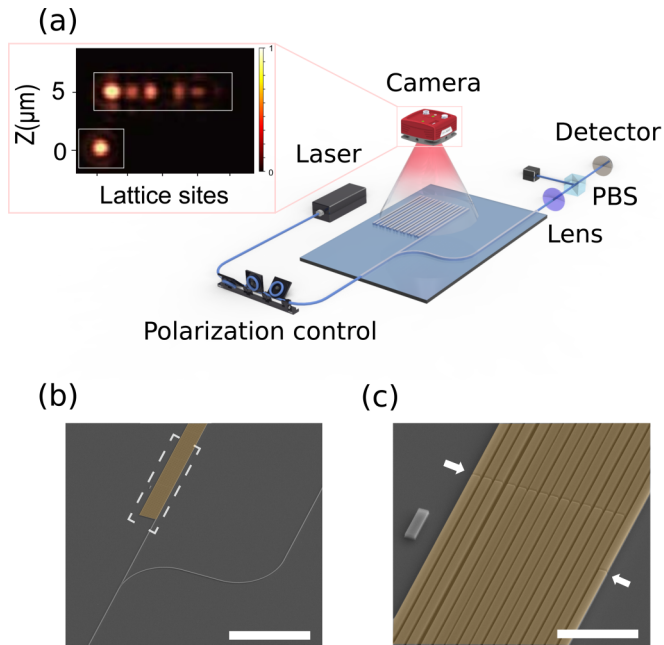 (a)
1
Z(μm)
5
0
0
Lattice sites
Camera
Laser
Detector
PBS
Lens
Polarization control
(b)
(c)